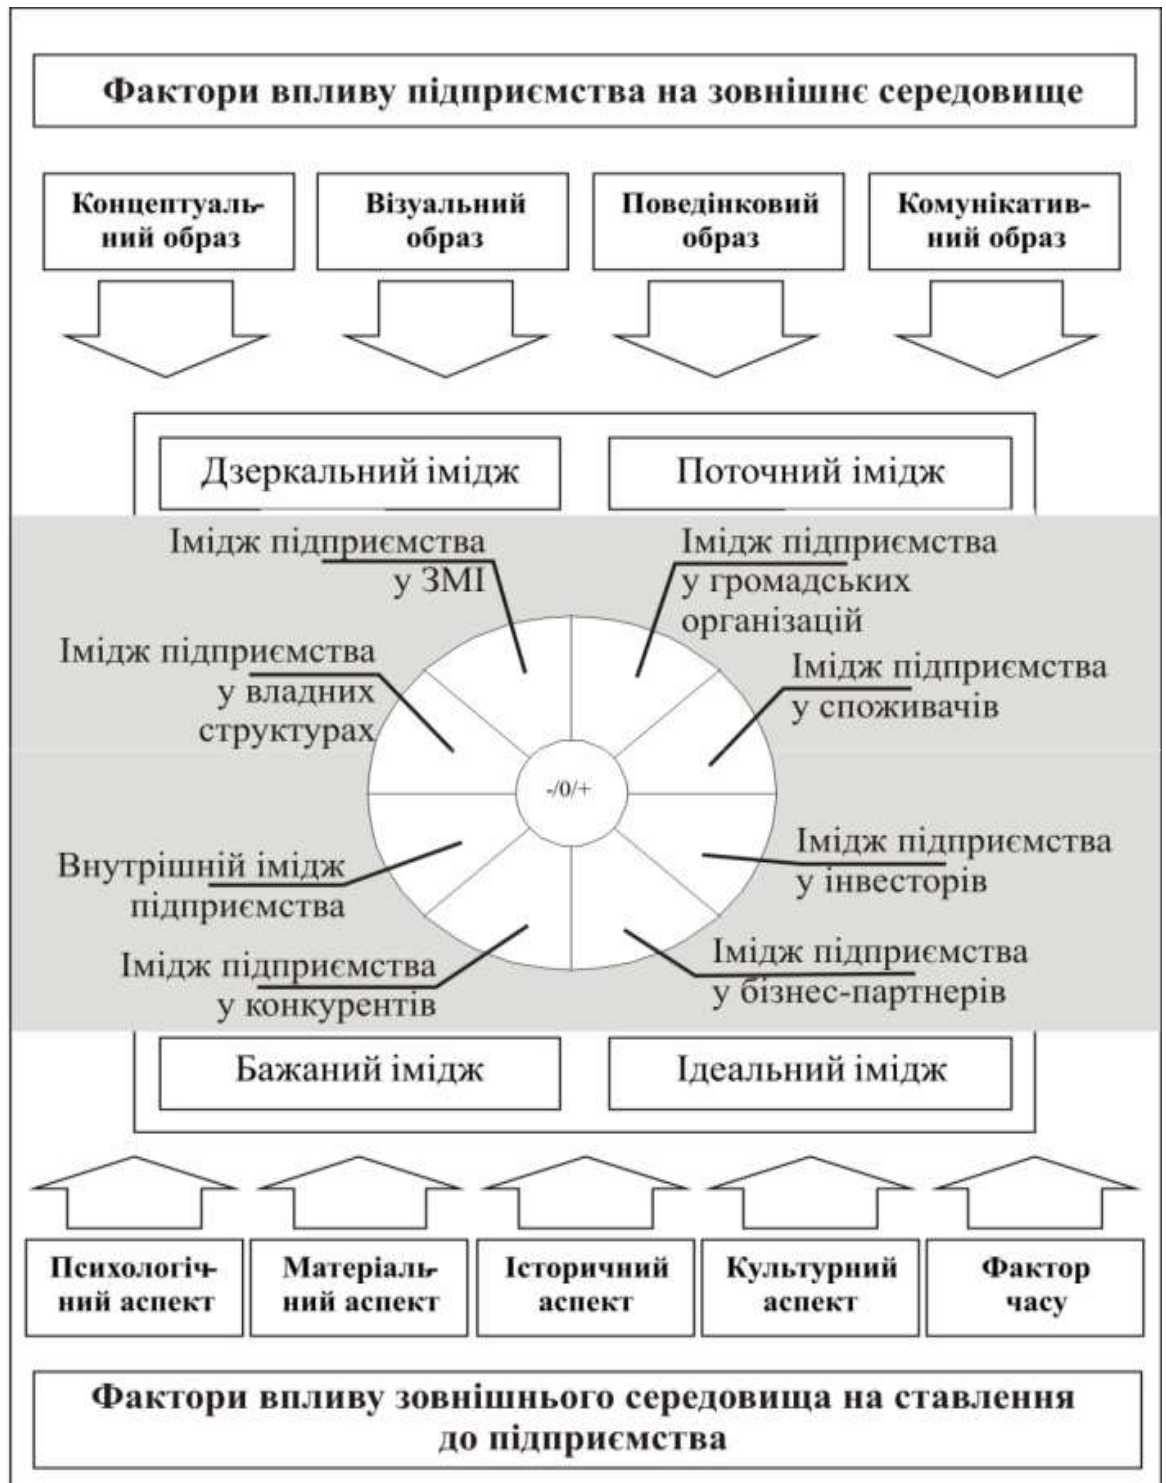 Фактори впливу підприємства на зовнішнє середовище
Концептуаль-
ний образ
Візуальний
образ
Поведінковий
образ
Комунікатив-
ний образ
Дзеркальний імідж
Поточний імідж
Імідж підприємства
у ЗМІ
Імідж підприємства
у громадських
організацій
Імідж підприємства
у владних
структурах
Імідж підприємства
у споживачів
-/0/+
Внутрішній імідж
підприємства
Імідж підприємства
у інвесторів
Імідж підприємства
у конкурентів
Імідж підприємства
у бізнес-партнерів
Бажаний імідж
Ідеальний імідж
Психологіч-
ний аспект
Матеріаль-
ний аспект
Історичний
аспект
Культурний
аспект
Фактор
часу
Фактори впливу зовнішнього середовища на ставлення
до підприємства